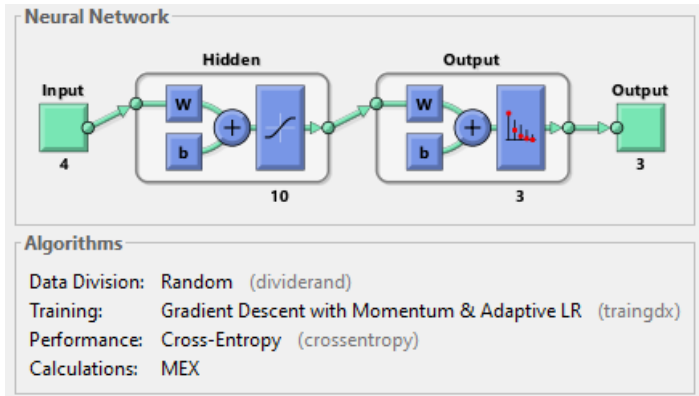 Neural Network
Hidden Output
Input Output
W W
b b
4 3
10 3
Algorithms
Data Division: Random (dividerand)
Training: Gradient Descent with Momentum & Adaptive LR (traingdx)
Performance: Cross-Entropy (crossentropy)
Calculations: MEX